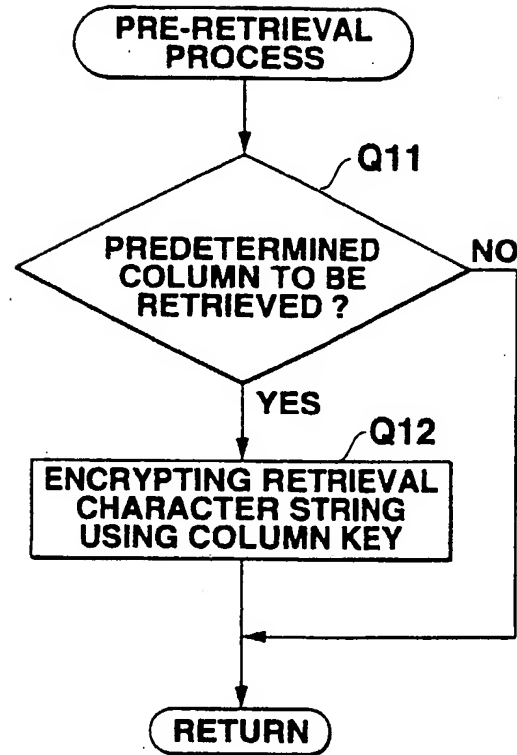 PRE-RETRIEVAL
PROCESS
Q11
PREDETERMINED
COLUMN TO BE
RETRIEVED ?
NO
YES
Q12
ENCRYPTING RETRIEVAL
CHARACTER STRING
USING COLUMN KEY
RETURN